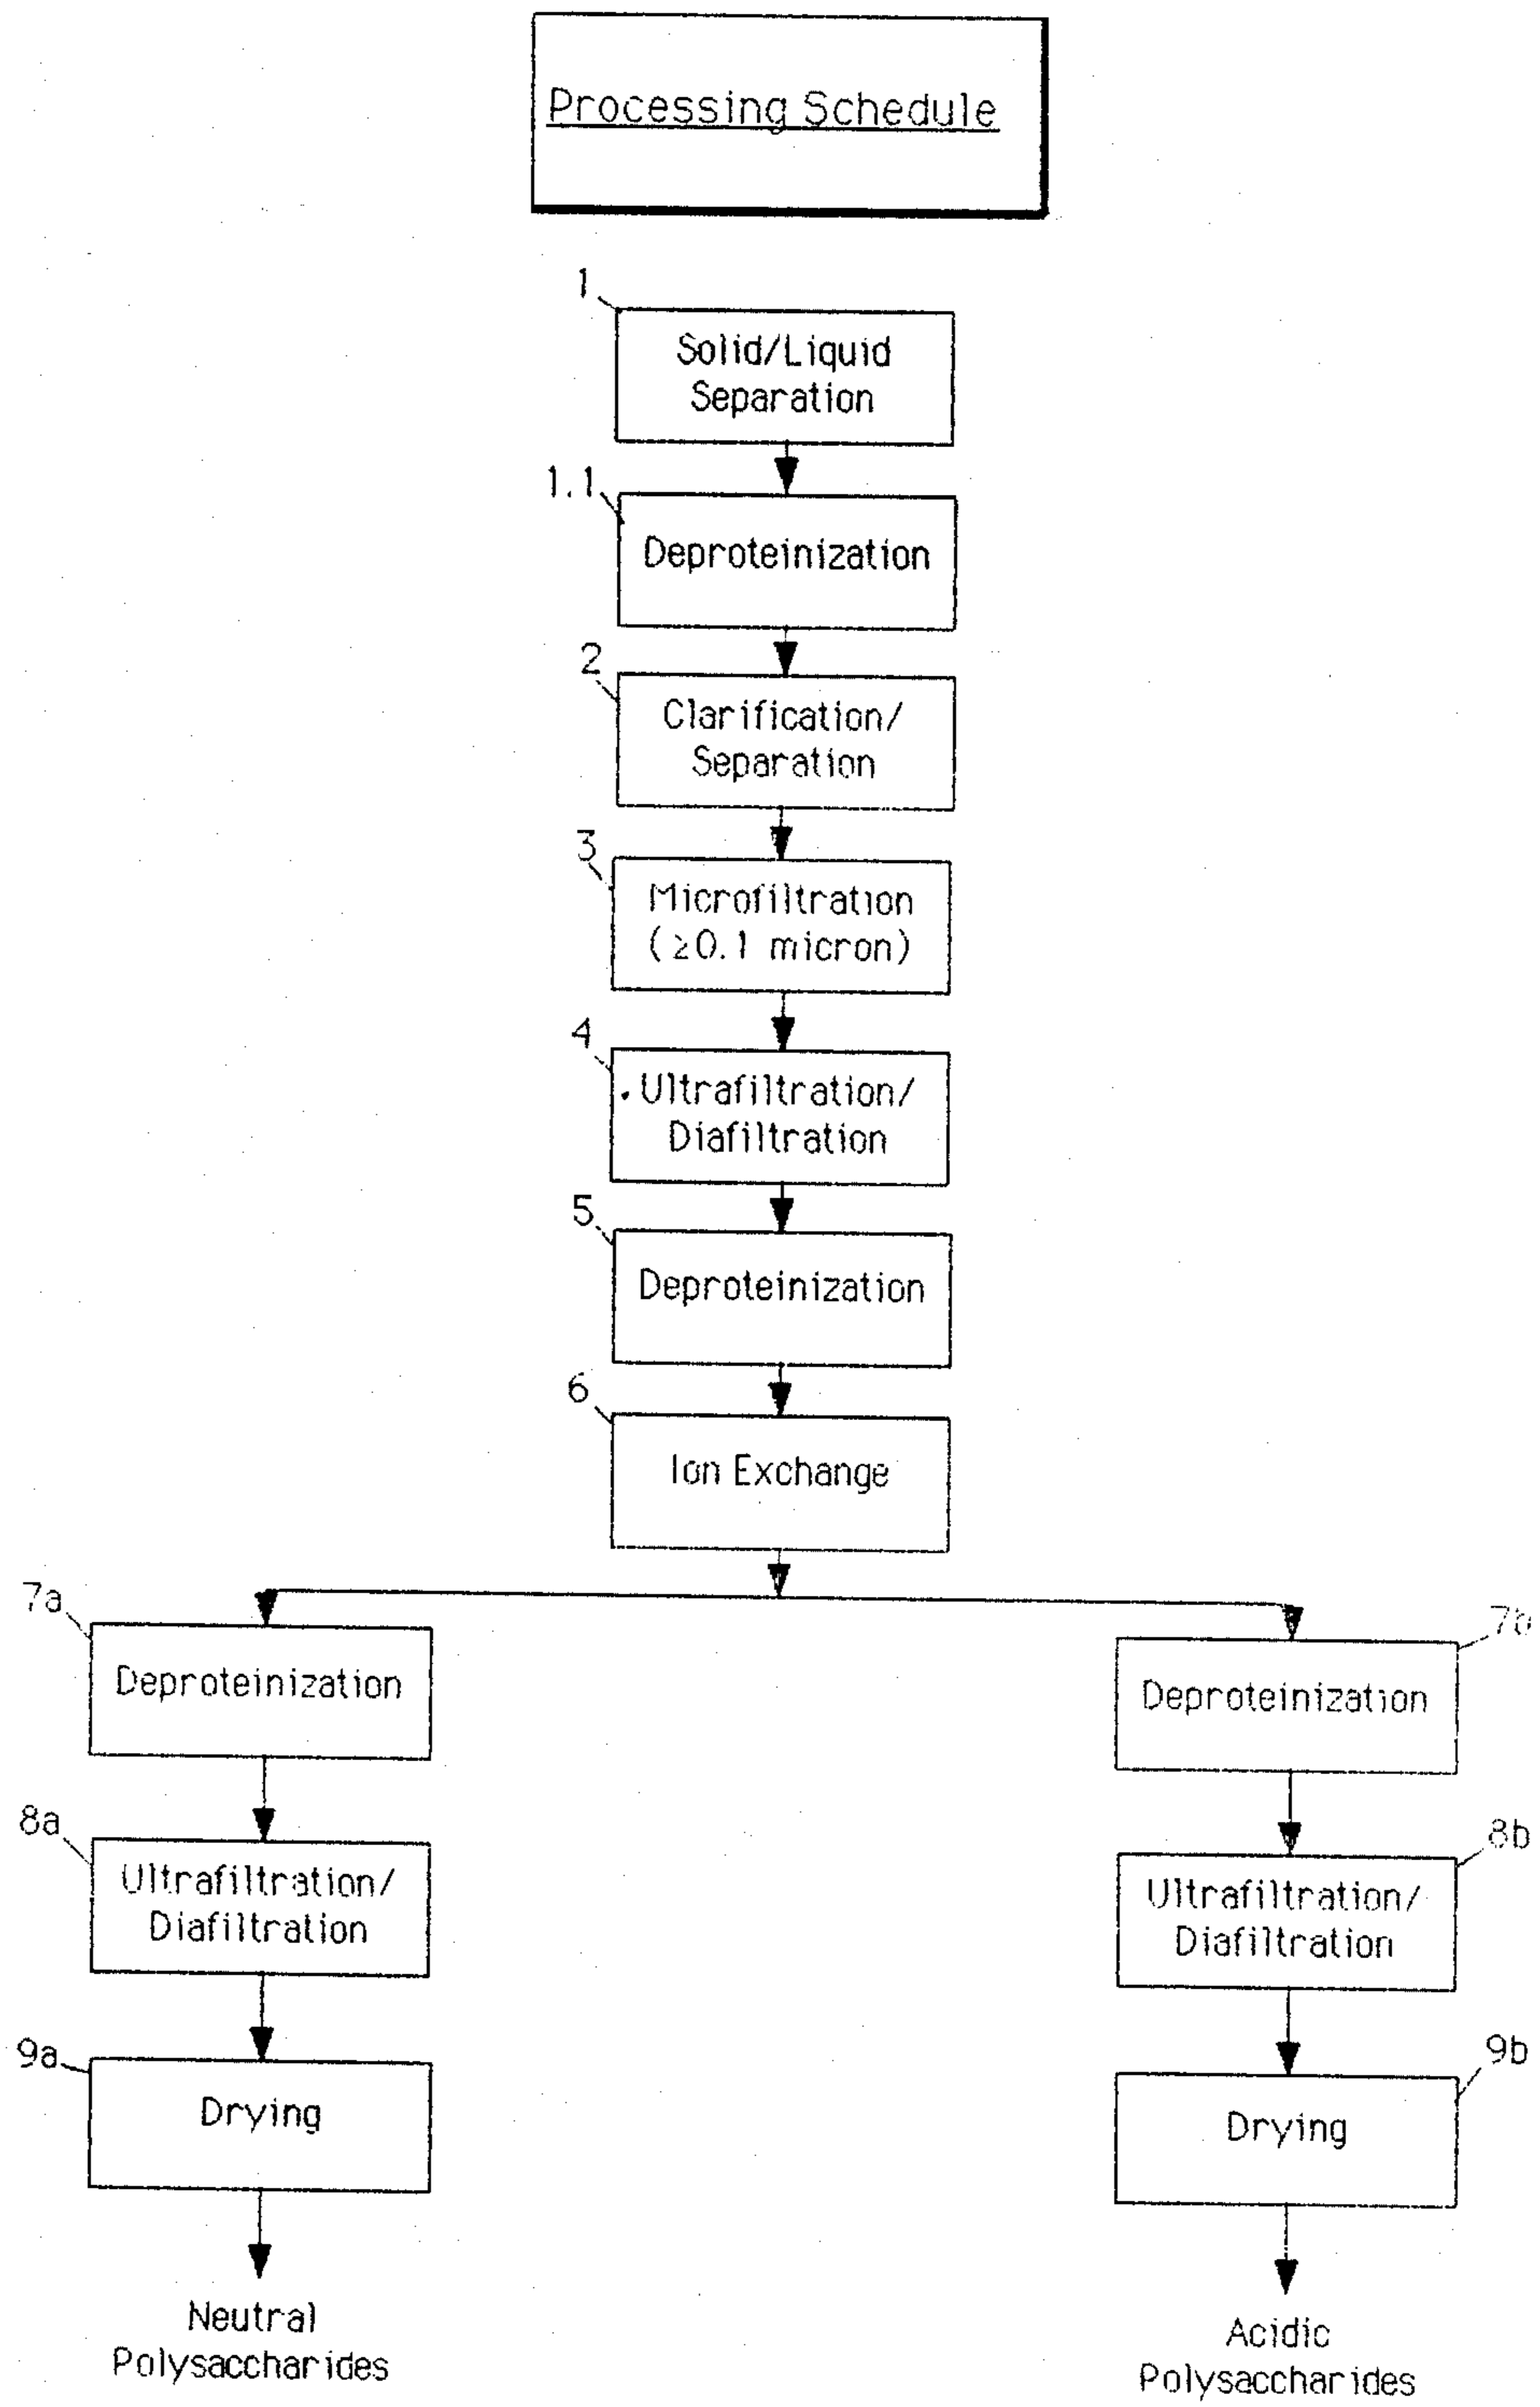 Processing Schedule
1
Solid/Liquid
Separation
1.1
Deproteinization
2
Clarification/
Separation
3
Microfiltration
(≥0.1 micron)
4
Ultrafiltration/
Diafiltration
5
Deproteinization
6
Ion Exchange
7a
Deproteinization
8a
Ultrafiltration/
Diafiltration
9a
Drying
Neutral
Polysaccharides
7b
Deproteinization
8b
Ultrafiltration/
Diafiltration
9b
Drying
Acidic
Polysaccharides